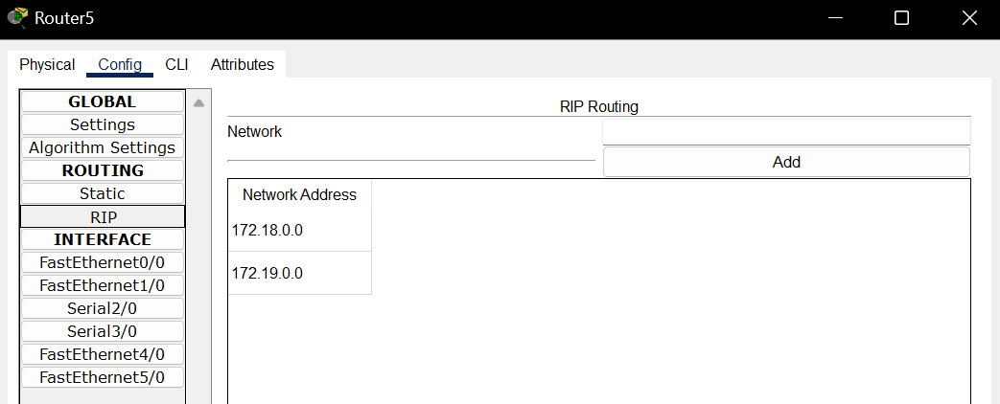 Router5
Physical Config CLI Attributes
GLOBAL
Settings
Algorithm Settings
ROUTING
Static
RIP
INTERFACE
FastEthernet0/0
FastEthernet1/0
Serial2/0
Serial3/0
FastEthernet4/0
FastEthernet5/0
RIP Routing
Network
Add
Network Address
172.18.0.0
172.19.0.0